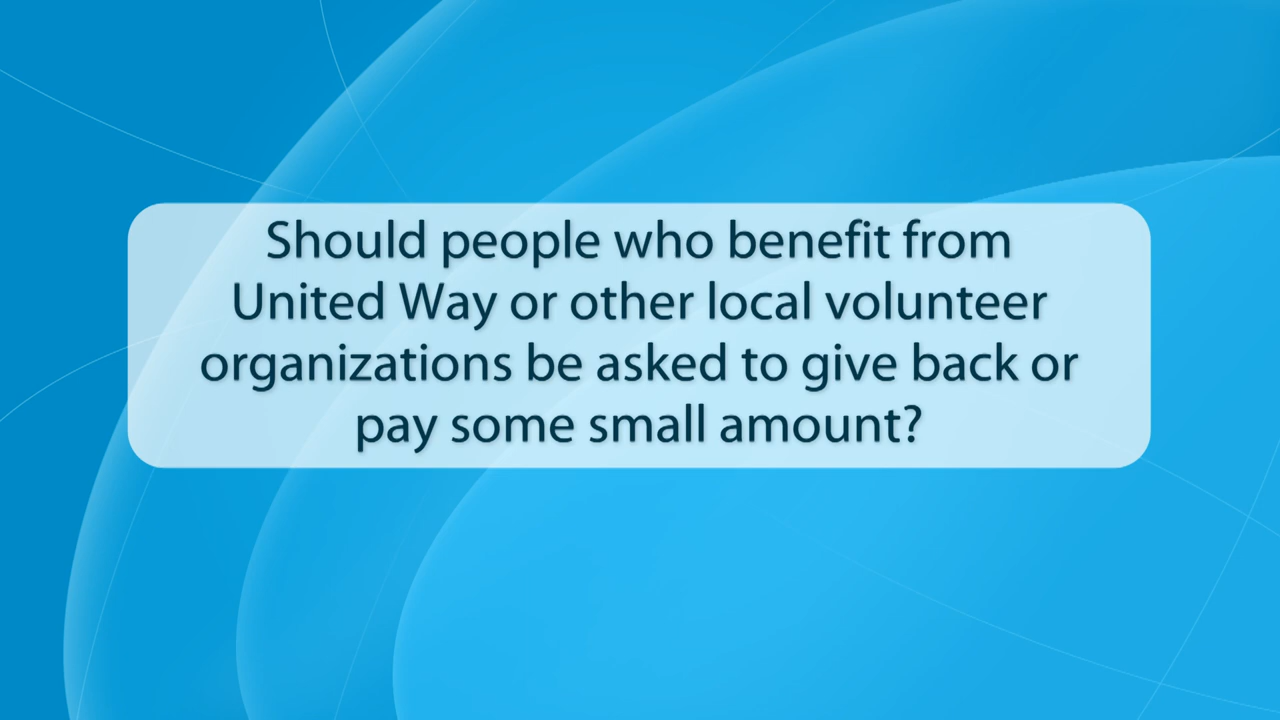 Should people who benefit from
United Way or other local volunteer
organizations be asked to give back or
pay some small amount?